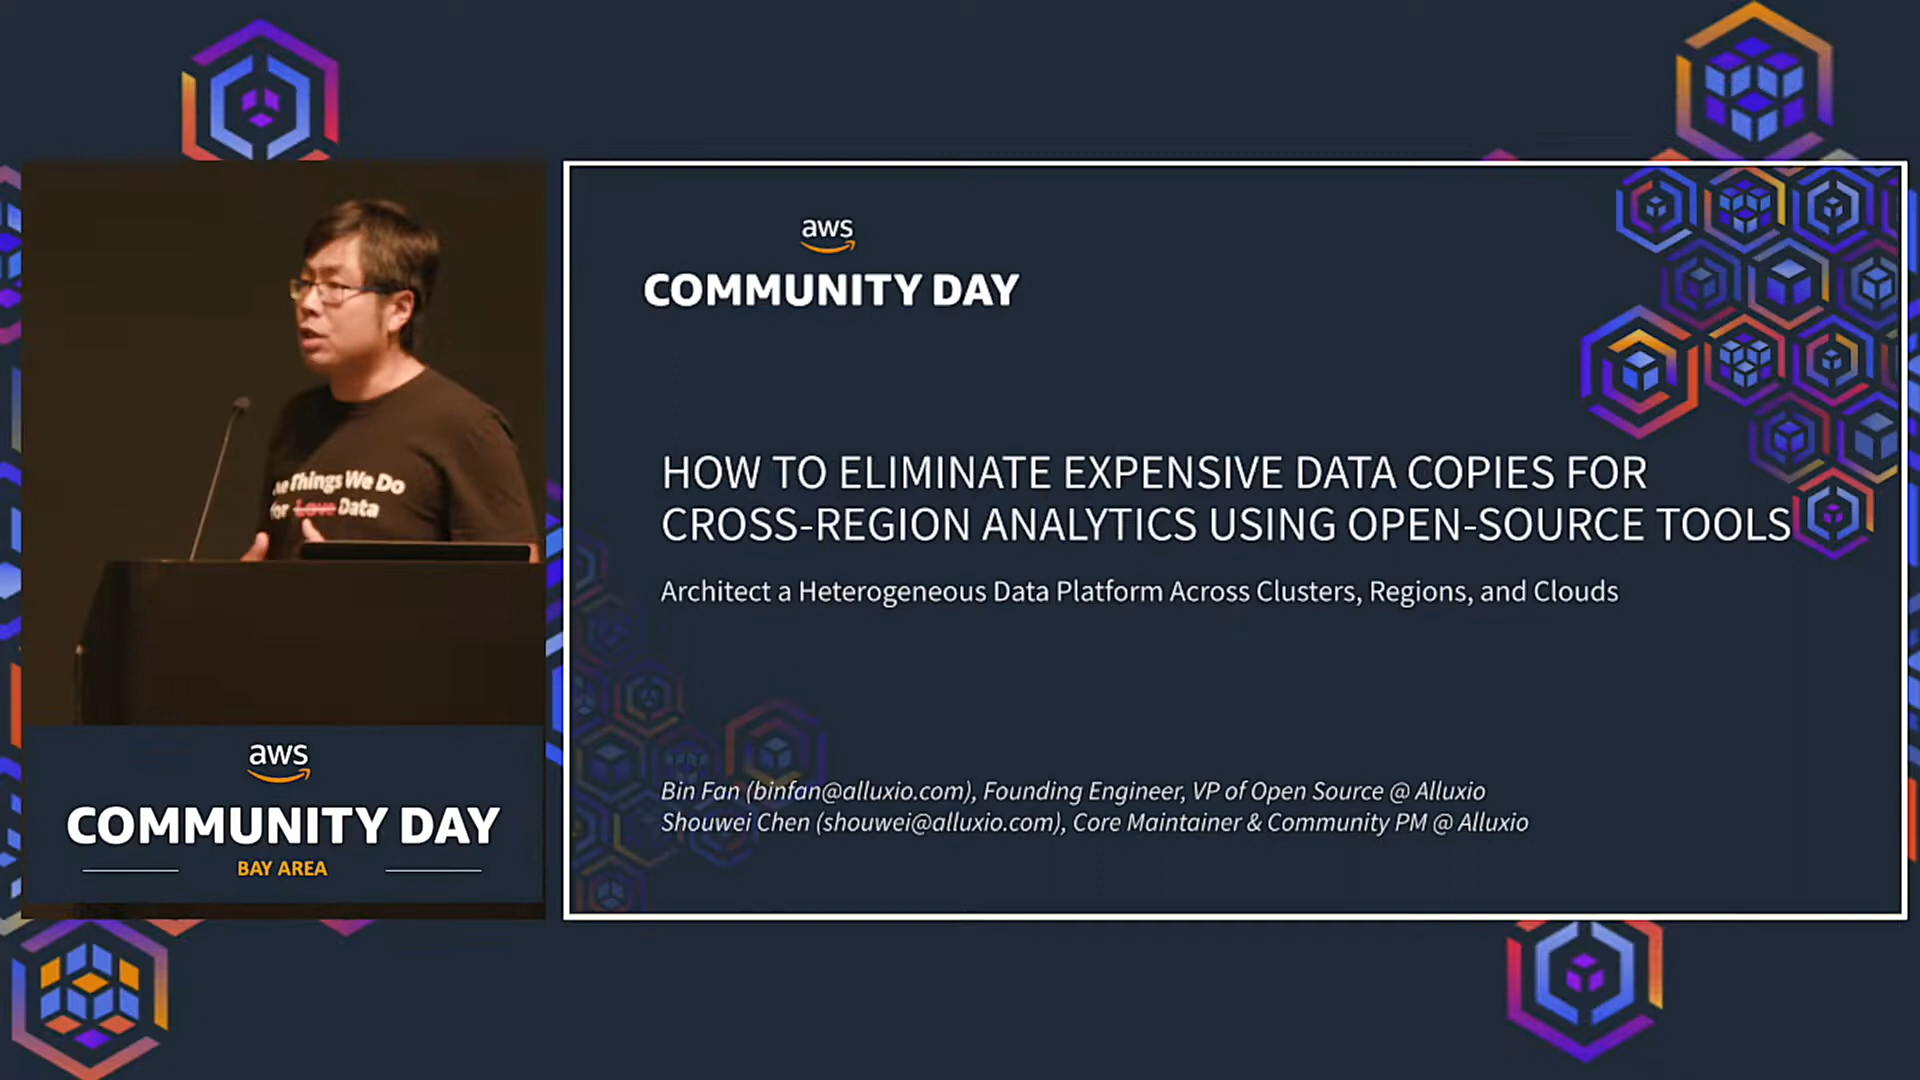 Things We Do
for Love Data
aws
COMMUNITY DAY
BAY AREA
aws
COMMUNITY DAY
HOW TO ELIMINATE EXPENSIVE DATA COPIES FOR
CROSS-REGION ANALYTICS USING OPEN-SOURCE TOOLS
Architect a Heterogeneous Data Platform Across Clusters, Regions, and Clouds
Bin Fan (binfan@alluxio.com), Founding Engineer, VP of Open Source @ Alluxio
Shouwei Chen (shouwei@alluxio.com), Core Maintainer & Community PM @ Alluxio